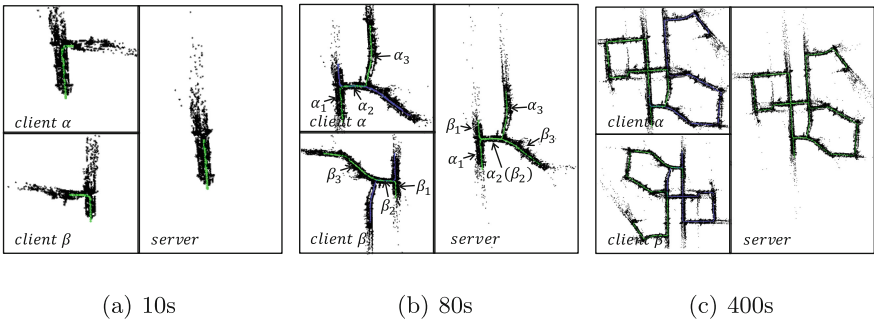 client α
client β
server
α₃
α₁
α₂
client α
β₃
β₂
β₁
client β
α₃
β₁
β₃
α₁
α₂(β₂)
server
client α
client β
server
(a) 10s
(b) 80s
(c) 400s